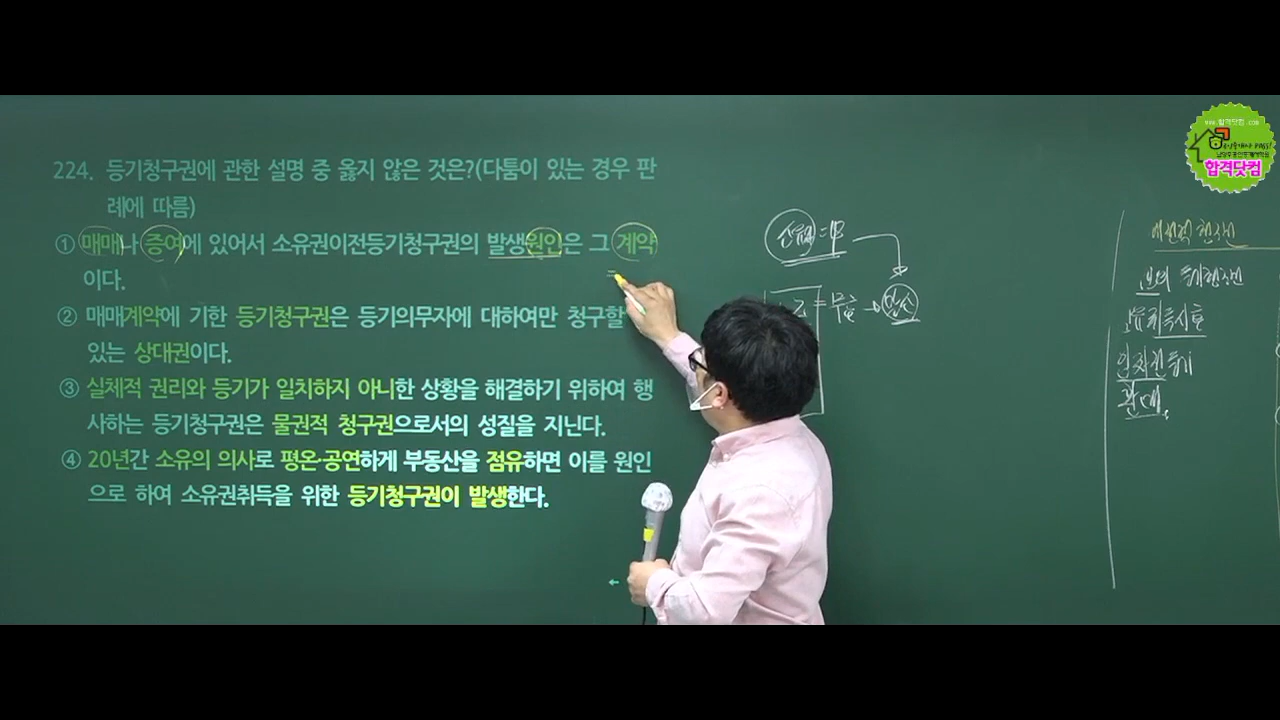 224. 등기청구권에 관한 설명 중 옳지 않은 것은?(다툼이 있는 경우 판
례에 따름)
① 매매나 증여에 있어서 소유권이전등기청구권의 발생원인은 그 계약
이다.
② 매매계약에 기한 등기청구권은 등기의무자에 대하여만 청구할
있는 상대권이다.
③ 실체적 권리와 등기가 일치하지 아니한 상황을 해결하기 위하여 행
사하는 등기청구권은 물권적 청구권으로서의 성질을 지닌다.
④ 20년간 소유의 의사로 평온·공연하게 부동산을 점유하면 이를 원인
으로 하여 소유권취득을 위한 등기청구권이 발생한다.
합격닷컴